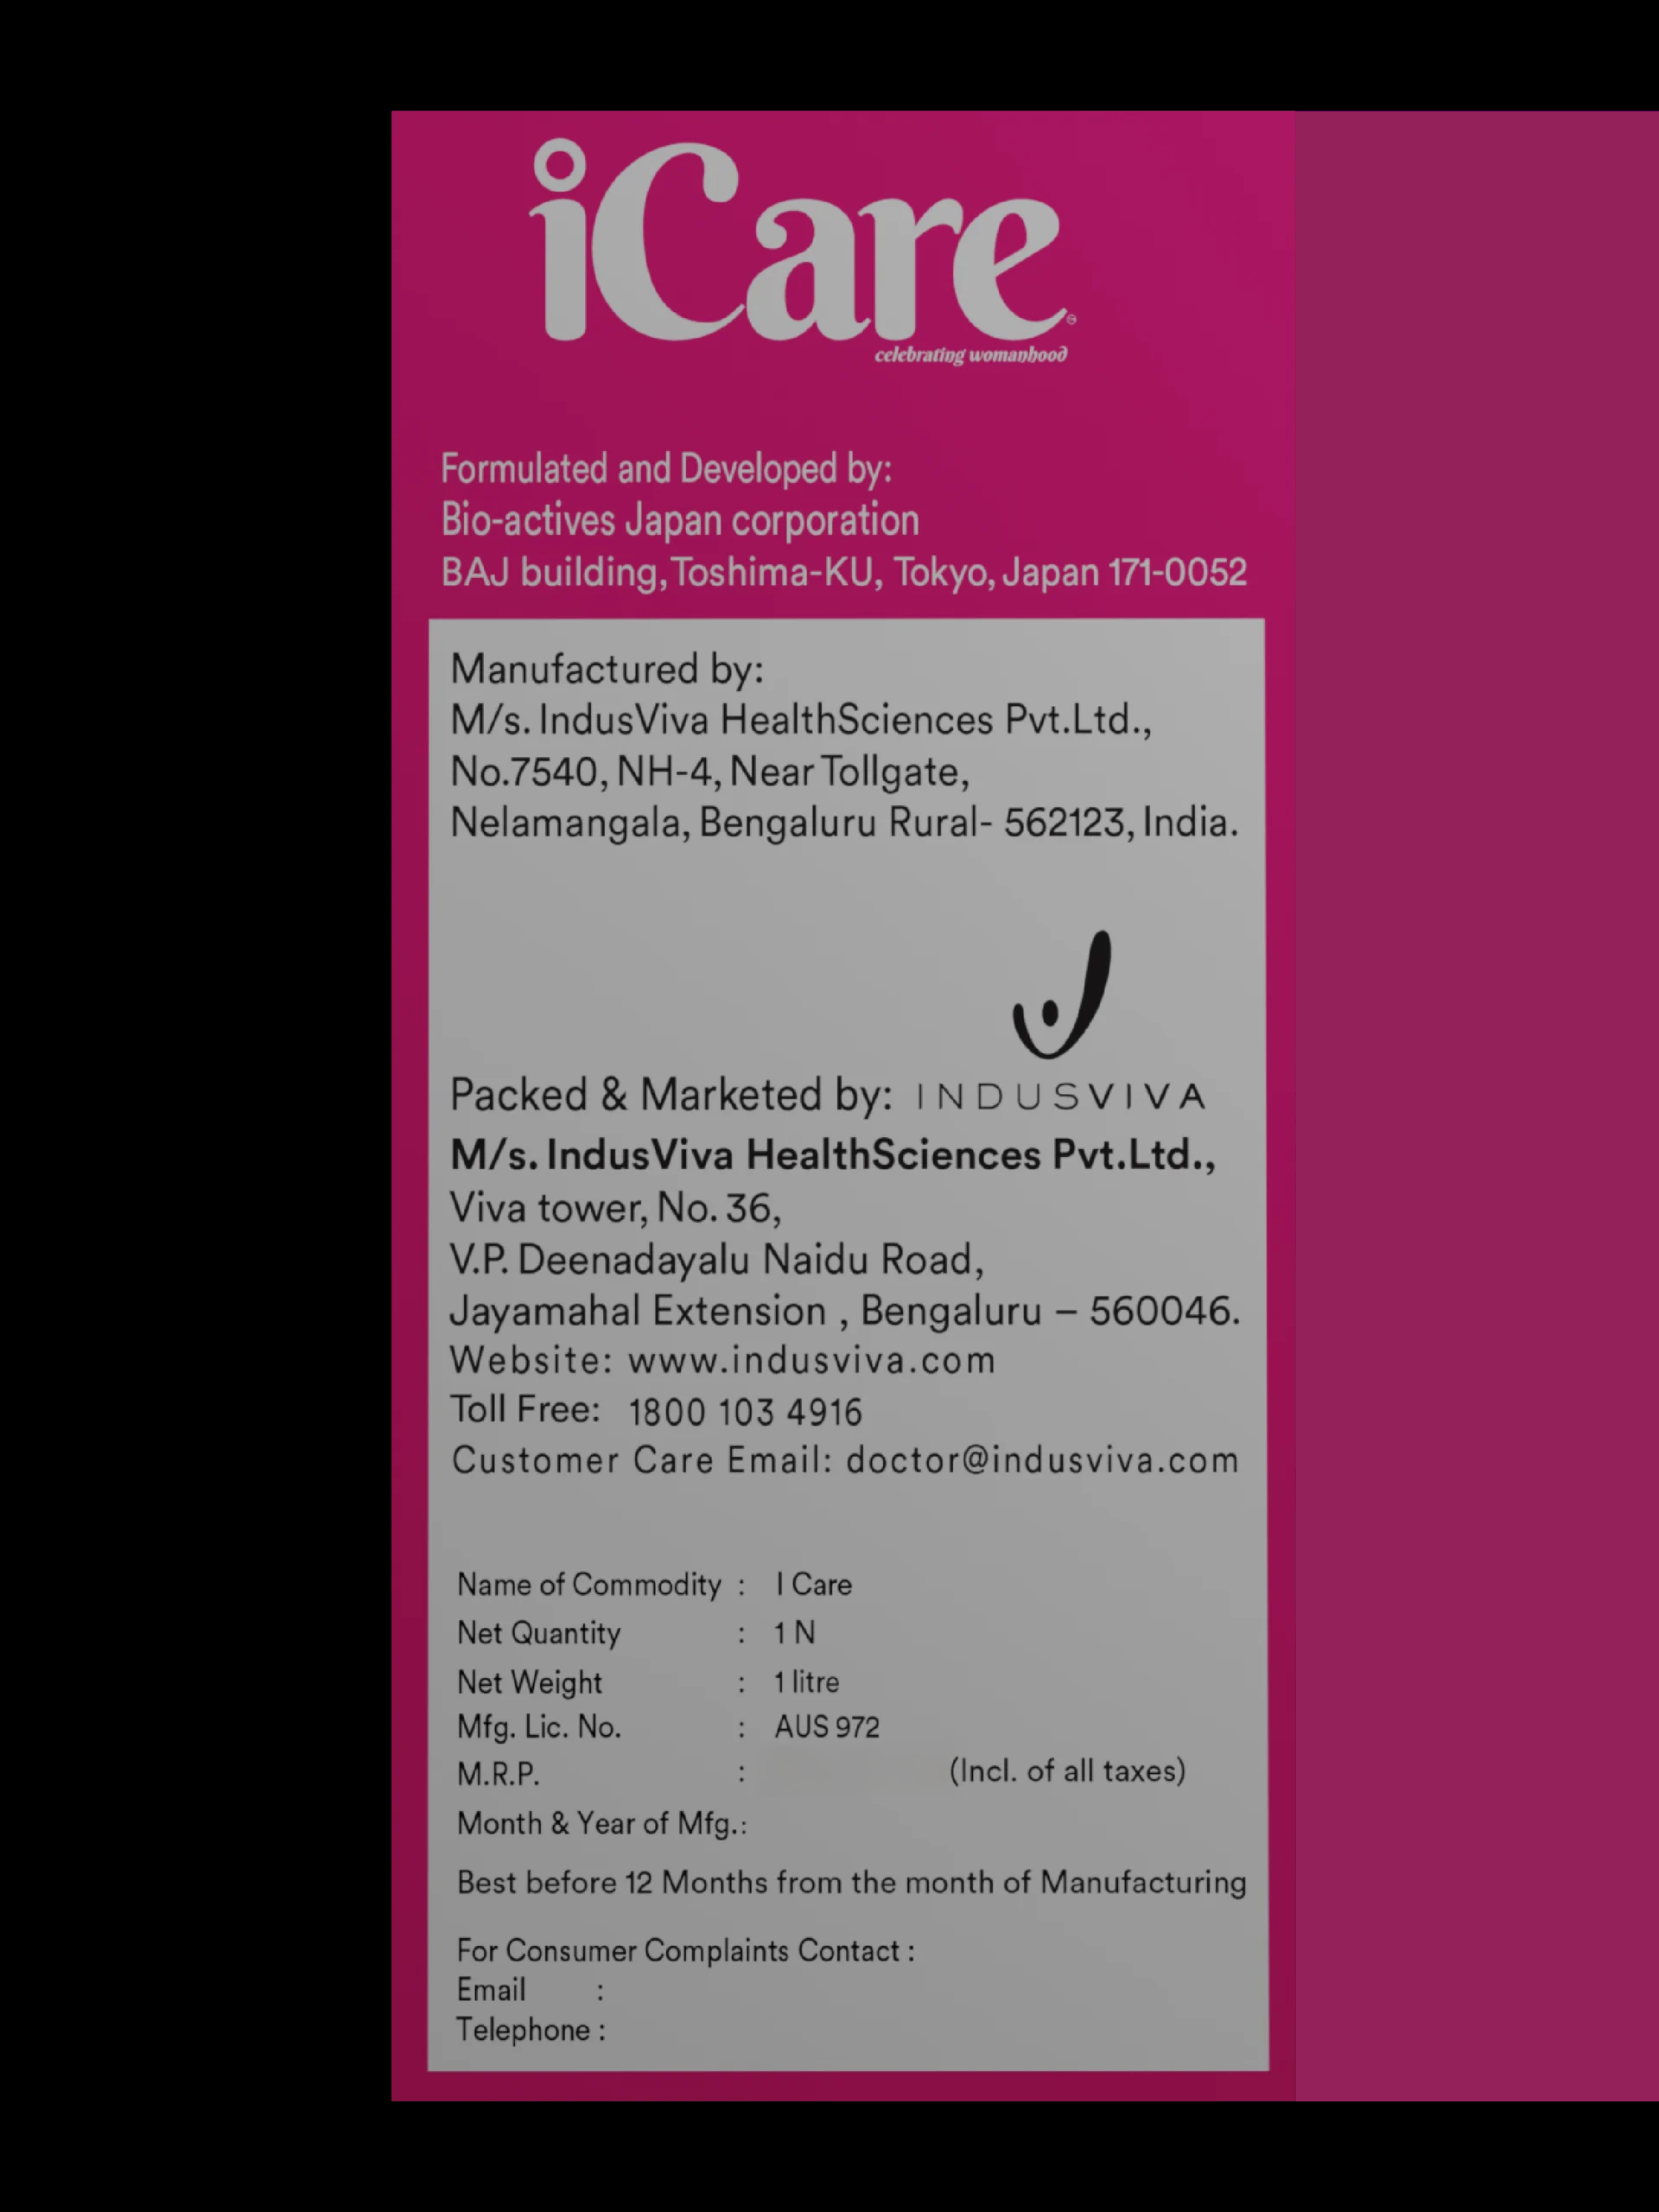 iCare
celebrating womanhood
Formulated and Developed by:
Bio-actives Japan corporation
BAJ building, Toshima-KU, Tokyo, Japan 171-0052
Manufactured by:
M/s. IndusViva HealthSciences Pvt.Ltd.,
No.7540, NH-4, Near Tollgate,
Nelamangala, Bengaluru Rural- 562123, India.
Packed & Marketed by: INDUSVIVA
M/s. IndusViva HealthSciences Pvt.Ltd.,
Viva tower, No. 36,
V.P. Deenadayalu Naidu Road,
Jayamahal Extension , Bengaluru – 560046.
Website: www.indusviva.com
Toll Free: 1800 103 4916
Customer Care Email: doctor@indusviva.com
Name of Commodity : I Care
Net Quantity : 1 N
Net Weight : 1 litre
Mfg. Lic. No. : AUS 972
M.R.P. : (Incl. of all taxes)
Month & Year of Mfg.:
Best before 12 Months from the month of Manufacturing
For Consumer Complaints Contact :
Email :
Telephone :